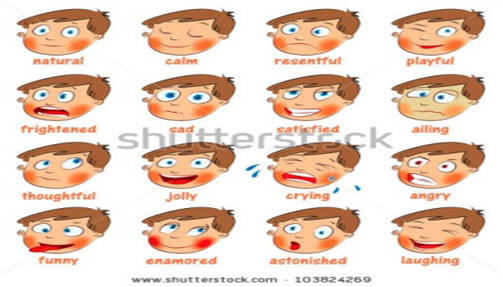 natural calm resentful playful
frightened sad satisfied ailing
shutterstock
thoughtful jolly crying angry
funny enamored astonished laughing
www.shutterstock.com · 103824269